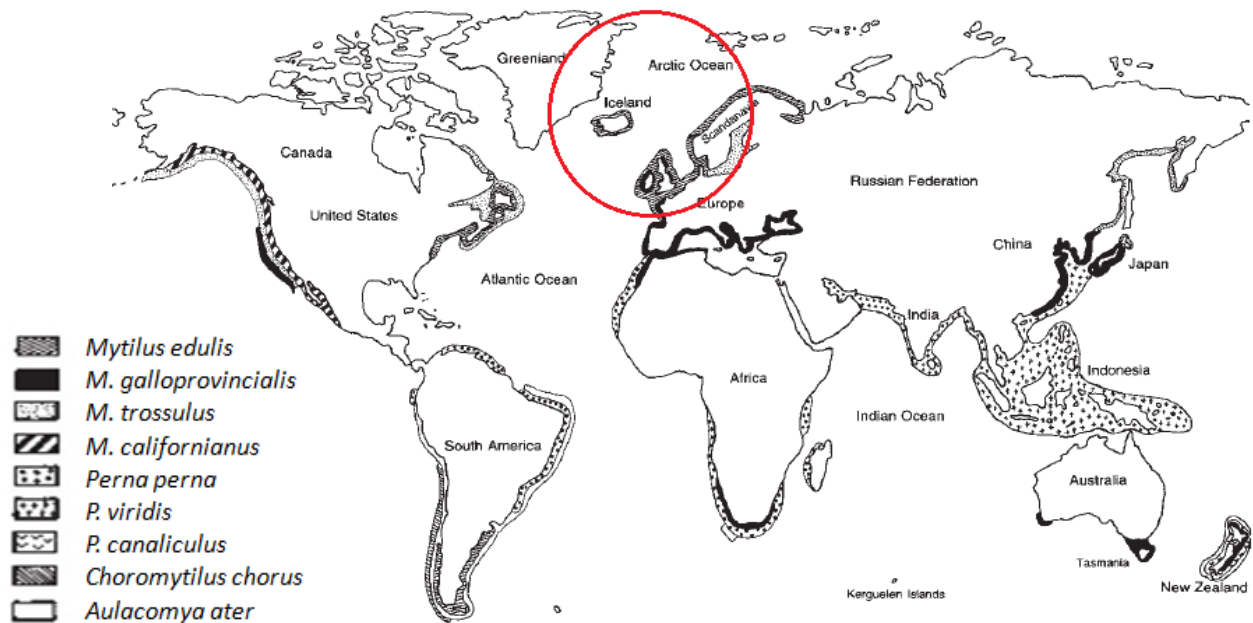 Greenland
Arctic Ocean
Iceland
Scandanavia
Canada
Russian Federation
United States
Europe
China
Japan
Atlantic Ocean
India
Africa
Indonesia
Indian Ocean
South America
Australia
Tasmania
New Zealand
Kerguelen Islands
Mytilus edulis
M. galloprovincialis
M. trossulus
M. californianus
Perna perna
P. viridis
P. canaliculus
Choromytilus chorus
Aulacomya ater